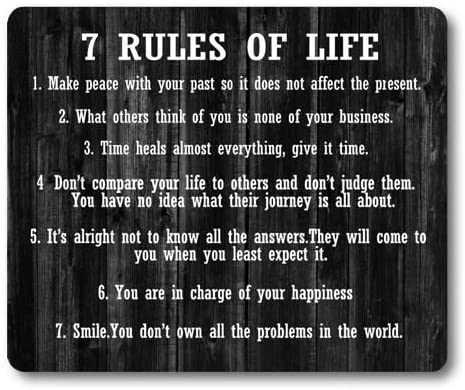 7 RULES OF LIFE
1. Make peace with your past so it does not affect the present.
2. What others think of you is none of your business.
3. Time heals almost everything, give it time.
4 Don't compare your life to others and don't judge them.
You have no idea what their journey is all about.
5. It's alright not to know all the answers.They will come to
you when you least expect it.
6. You are in charge of your happiness
7. Smile.You don't own all the problems in the world.